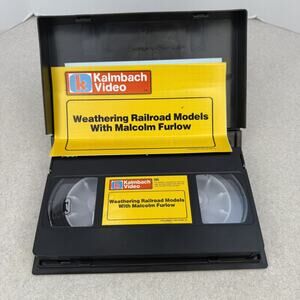 Kalmbach
Video
Weathering Railroad Models
With Malcolm Furlow
Kalmbach
Video
Weathering Railroad Models
With Malcolm Furlow